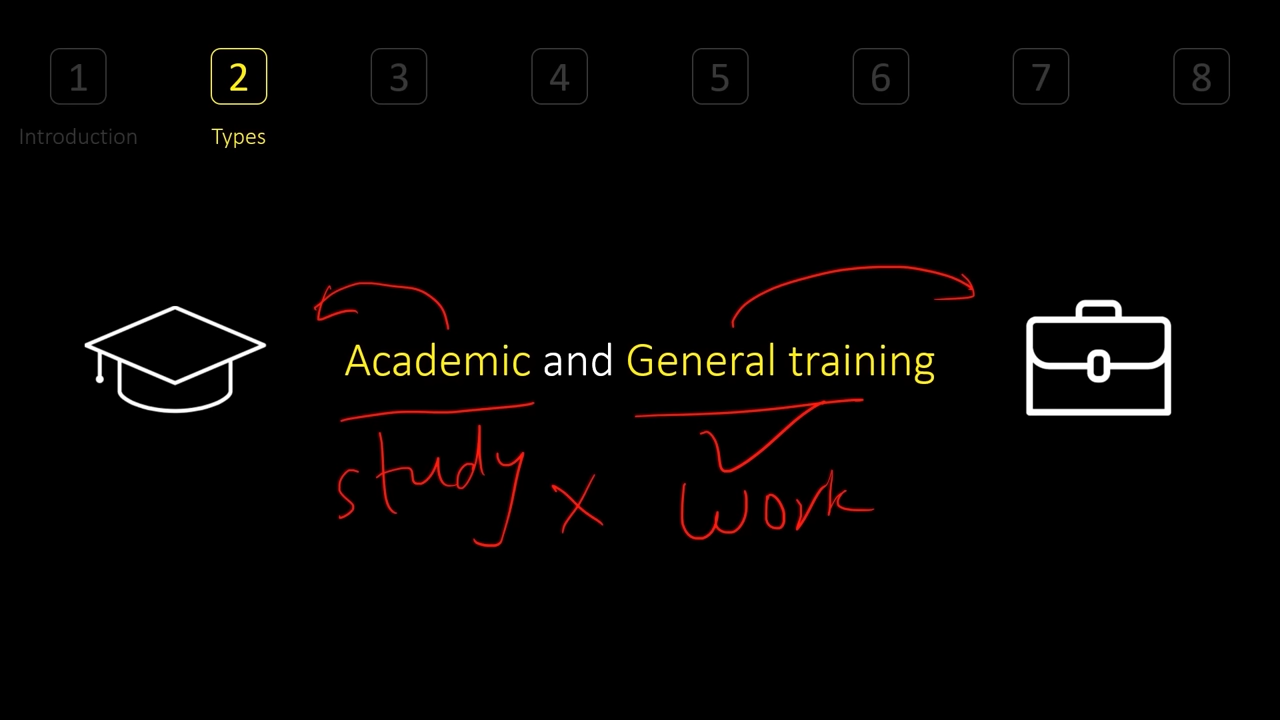 1 2 3 4 5 6 7 8
Introduction Types
Academic and General training
study x work